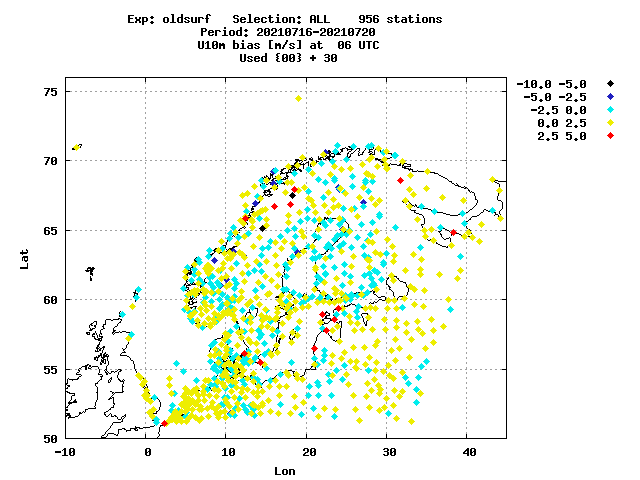 Exp: oldsurf   Selection: ALL    956 stations
Period: 20210716-20210720
U10m bias [m/s] at  06 UTC
Used {00} + 30
-10.0 -5.0
-5.0 -2.5
-2.5 0.0
0.0 2.5
2.5 5.0
75
70
65
60
55
50
Lat
-10 0 10 20 30 40
Lon